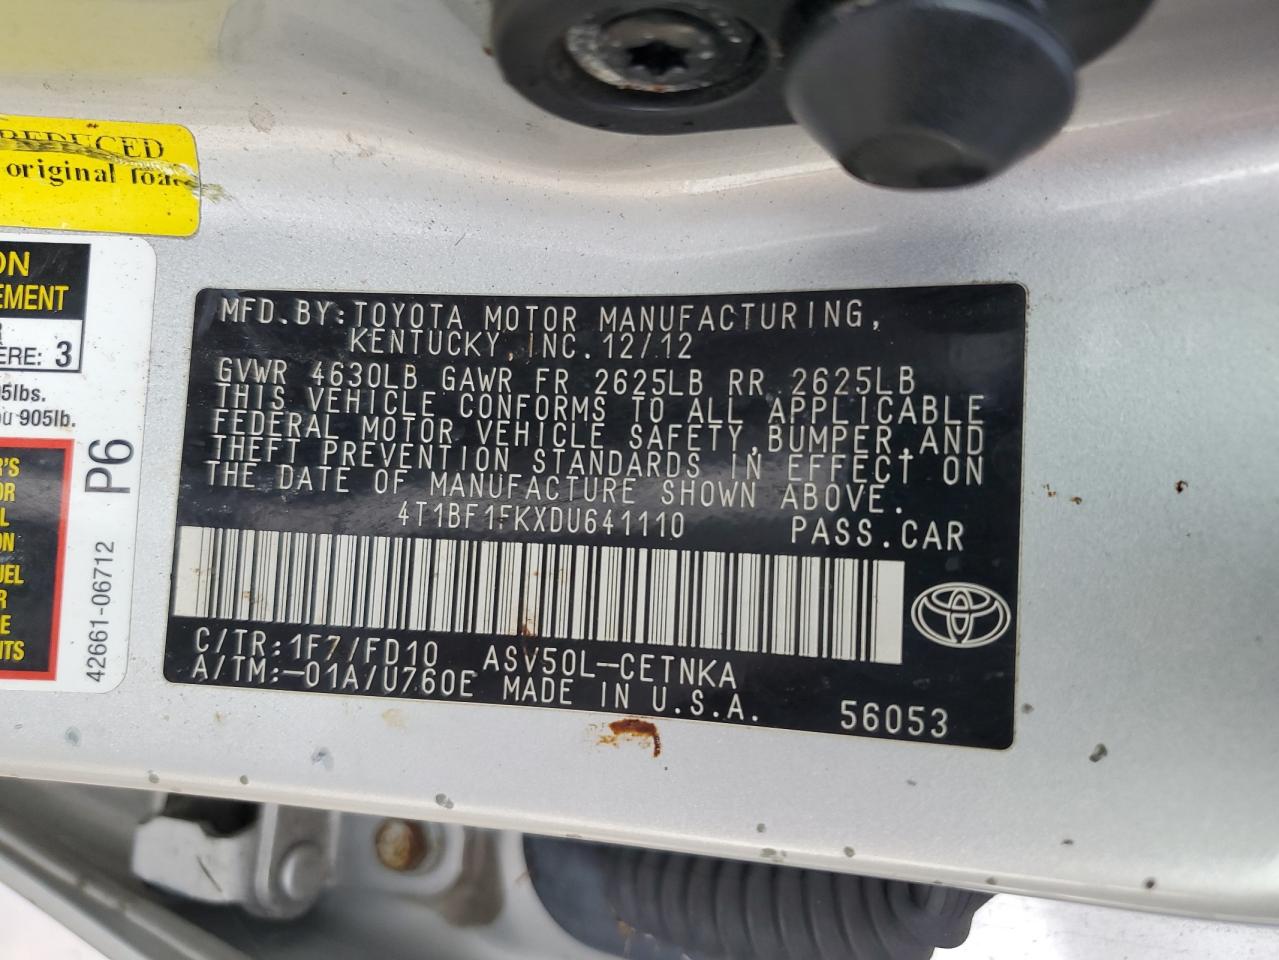 REDUCED
original
ON
EMENT
ÈRE: 3
5lbs.
905lb.
P6
42661-06712
MFD.BY:TOYOTA MOTOR MANUFACTURING,
KENTUCKY,INC.12/12
GVWR 4630LB GAWR FR 2625LB RR 2625LB
THIS VEHICLE CONFORMS TO ALL APPLICABLE
FEDERAL MOTOR VEHICLE SAFETY,BUMPER,AND
THEFT PREVENTION STANDARDS IN EFFECT ON
THE DATE OF MANUFACTURE SHOWN ABOVE.
4T1BF1FKXDU641110 PASS.CAR
C/TR:1F7/FD10 ASV50L-CETNKA
A/TM:-01A/U760E MADE IN U.S.A.
56053